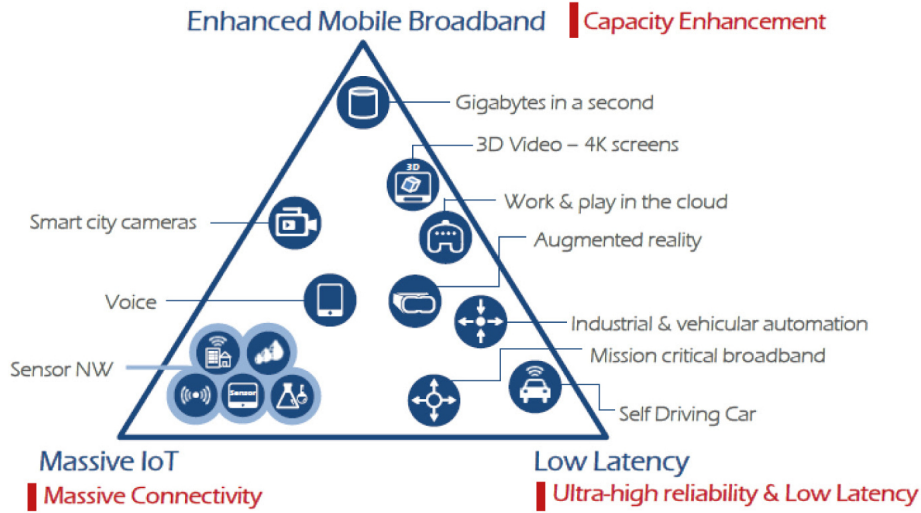 Enhanced Mobile Broadband
Capacity Enhancement
Gigabytes in a second
3D Video – 4K screens
3D
Work & play in the cloud
Smart city cameras
Augmented reality
Voice
Industrial & vehicular automation
Mission critical broadband
Sensor NW
Sensor
Self Driving Car
Massive IoT
Low Latency
Massive Connectivity
Ultra-high reliability & Low Latency